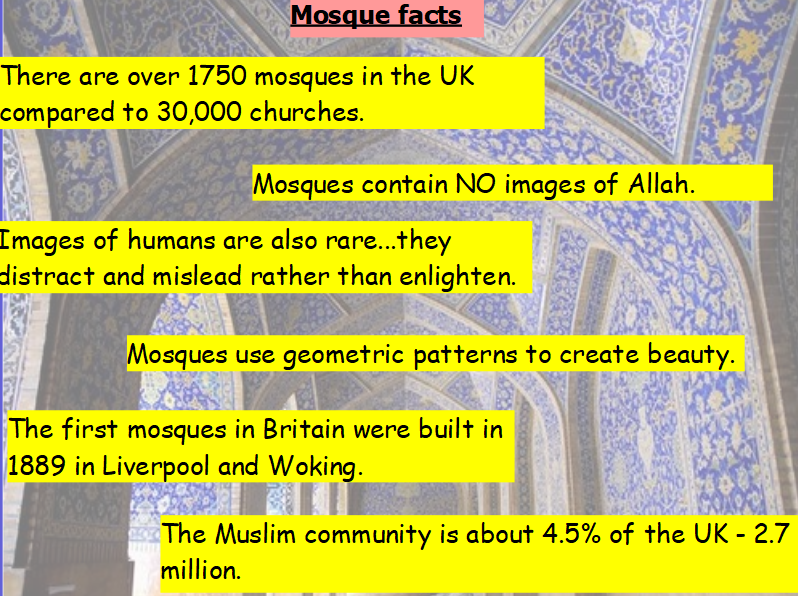 Mosque facts
There are over 1750 mosques in the UK
compared to 30,000 churches.
Mosques contain NO images of Allah.
Images of humans are also rare...they
distract and mislead rather than enlighten.
Mosques use geometric patterns to create beauty.
The first mosques in Britain were built in
1889 in Liverpool and Woking.
The Muslim community is about 4.5% of the UK - 2.7
million.